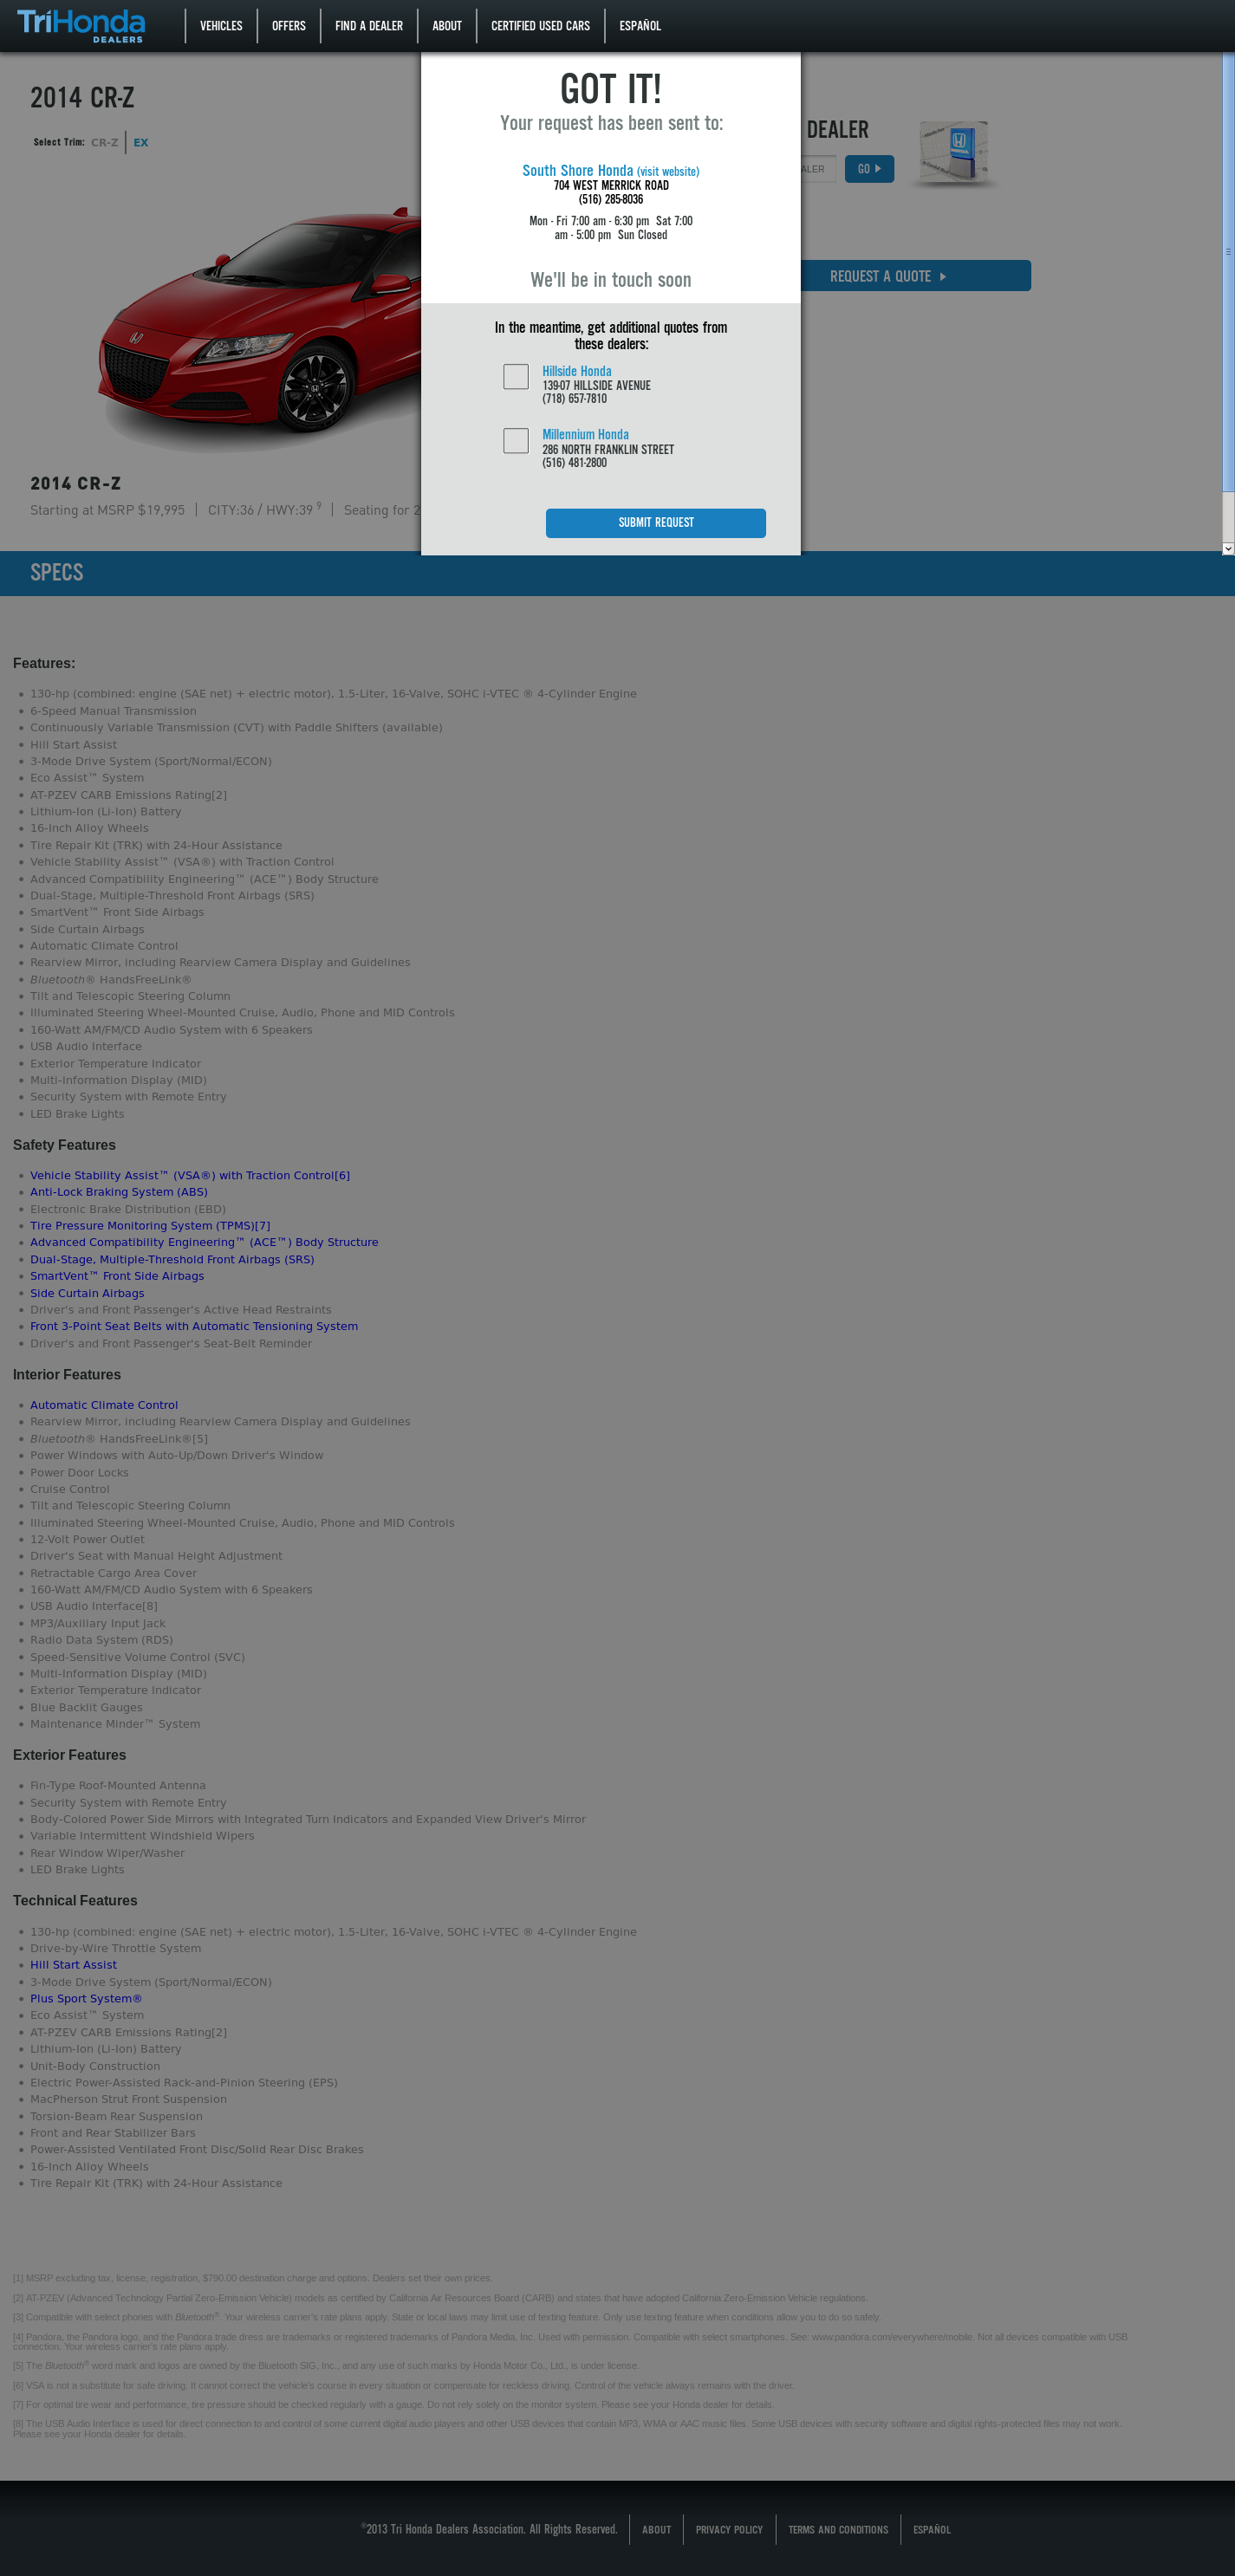 TriHonda
DEALERS
VEHICLES
OFFERS
FIND A DEALER
ABOUT
CERTIFIED USED CARS
ESPAÑOL
2014 CR-Z
Select Trim: CR-Z EX
DEALER
GO
REQUEST A QUOTE
GOT IT!
Your request has been sent to:
South Shore Honda (visit website)
704 WEST MERRICK ROAD
(516) 285-8036
Mon - Fri 7:00 am - 6:30 pm Sat 7:00
am - 5:00 pm Sun Closed
We'll be in touch soon
In the meantime, get additional quotes from
these dealers:
Hillside Honda
139-07 HILLSIDE AVENUE
(718) 657-7810
Millennium Honda
286 NORTH FRANKLIN STREET
(516) 481-2800
SUBMIT REQUEST
2014 CR-Z
Starting at MSRP $19,995 CITY:36 / HWY:39 9 Seating for 2
SPECS
Features:
130-hp (combined: engine (SAE net) + electric motor), 1.5-Liter, 16-Valve, SOHC i-VTEC ® 4-Cylinder Engine
6-Speed Manual Transmission
Continuously Variable Transmission (CVT) with Paddle Shifters (available)
Hill Start Assist
3-Mode Drive System (Sport/Normal/ECON)
Eco Assist™ System
AT-PZEV CARB Emissions Rating[2]
Lithium-Ion (Li-Ion) Battery
16-Inch Alloy Wheels
Tire Repair Kit (TRK) with 24-Hour Assistance
Vehicle Stability Assist™ (VSA®) with Traction Control
Advanced Compatibility Engineering™ (ACE™) Body Structure
Dual-Stage, Multiple-Threshold Front Airbags (SRS)
SmartVent™ Front Side Airbags
Side Curtain Airbags
Automatic Climate Control
Rearview Mirror, including Rearview Camera Display and Guidelines
Bluetooth® HandsFreeLink®
Tilt and Telescopic Steering Column
Illuminated Steering Wheel-Mounted Cruise, Audio, Phone and MID Controls
160-Watt AM/FM/CD Audio System with 6 Speakers
USB Audio Interface
Exterior Temperature Indicator
Multi-Information Display (MID)
Security System with Remote Entry
LED Brake Lights
Safety Features
Vehicle Stability Assist™ (VSA®) with Traction Control[6]
Anti-Lock Braking System (ABS)
Electronic Brake Distribution (EBD)
Tire Pressure Monitoring System (TPMS)[7]
Advanced Compatibility Engineering™ (ACE™) Body Structure
Dual-Stage, Multiple-Threshold Front Airbags (SRS)
SmartVent™ Front Side Airbags
Side Curtain Airbags
Driver's and Front Passenger's Active Head Restraints
Front 3-Point Seat Belts with Automatic Tensioning System
Driver's and Front Passenger's Seat-Belt Reminder
Interior Features
Automatic Climate Control
Rearview Mirror, including Rearview Camera Display and Guidelines
Bluetooth® HandsFreeLink®[5]
Power Windows with Auto-Up/Down Driver's Window
Power Door Locks
Cruise Control
Tilt and Telescopic Steering Column
Illuminated Steering Wheel-Mounted Cruise, Audio, Phone and MID Controls
12-Volt Power Outlet
Driver's Seat with Manual Height Adjustment
Retractable Cargo Area Cover
160-Watt AM/FM/CD Audio System with 6 Speakers
USB Audio Interface[8]
MP3/Auxiliary Input Jack
Radio Data System (RDS)
Speed-Sensitive Volume Control (SVC)
Multi-Information Display (MID)
Exterior Temperature Indicator
Blue Backlit Gauges
Maintenance Minder™ System
Exterior Features
Fin-Type Roof-Mounted Antenna
Security System with Remote Entry
Body-Colored Power Side Mirrors with Integrated Turn Indicators and Expanded View Driver's Mirror
Variable Intermittent Windshield Wipers
Rear Window Wiper/Washer
LED Brake Lights
Technical Features
130-hp (combined: engine (SAE net) + electric motor), 1.5-Liter, 16-Valve, SOHC i-VTEC ® 4-Cylinder Engine
Drive-by-Wire Throttle System
Hill Start Assist
3-Mode Drive System (Sport/Normal/ECON)
Plus Sport System®
Eco Assist™ System
AT-PZEV CARB Emissions Rating[2]
Lithium-Ion (Li-Ion) Battery
Unit-Body Construction
Electric Power-Assisted Rack-and-Pinion Steering (EPS)
MacPherson Strut Front Suspension
Torsion-Beam Rear Suspension
Front and Rear Stabilizer Bars
Power-Assisted Ventilated Front Disc/Solid Rear Disc Brakes
16-Inch Alloy Wheels
Tire Repair Kit (TRK) with 24-Hour Assistance
[1] MSRP excluding tax, license, registration, $790.00 destination charge and options. Dealers set their own prices.
[2] AT-PZEV (Advanced Technology Partial Zero-Emission Vehicle) models as certified by California Air Resources Board (CARB) and states that have adopted California Zero-Emission Vehicle regulations.
[3] Compatible with select phones with Bluetooth®. Your wireless carrier's rate plans apply. State or local laws may limit use of texting feature. Only use texting feature when conditions allow you to do so safely.
[4] Pandora, the Pandora logo, and the Pandora trade dress are trademarks or registered trademarks of Pandora Media, Inc. Used with permission. Compatible with select smartphones. See: www.pandora.com/everywhere/mobile. Not all devices compatible with USB
connection. Your wireless carrier's rate plans apply.
[5] The Bluetooth® word mark and logos are owned by the Bluetooth SIG, Inc., and any use of such marks by Honda Motor Co., Ltd., is under license.
[6] VSA is not a substitute for safe driving. It cannot correct the vehicle's course in every situation or compensate for reckless driving. Control of the vehicle always remains with the driver.
[7] For optimal tire wear and performance, tire pressure should be checked regularly with a gauge. Do not rely solely on the monitor system. Please see your Honda dealer for details.
[8] The USB Audio Interface is used for direct connection to and control of some current digital audio players and other USB devices that contain MP3, WMA or AAC music files. Some USB devices with security software and digital rights-protected files may not work.
Please see your Honda dealer for details.
®2013 Tri Honda Dealers Association. All Rights Reserved.
ABOUT
PRIVACY POLICY
TERMS AND CONDITIONS
ESPAÑOL